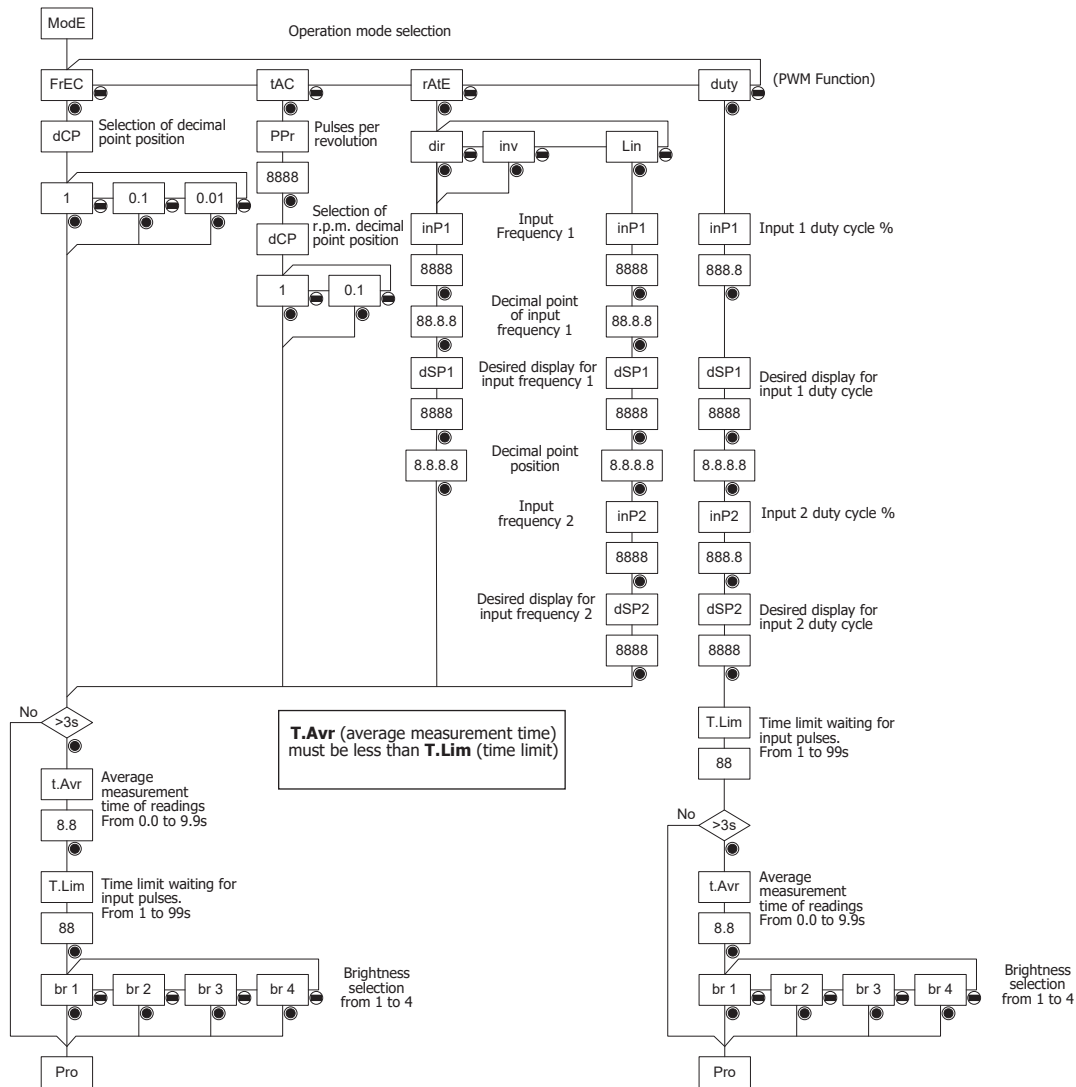 ModE
Operation mode selection
FrEC
tAC
rAtE
duty
(PWM Function)
dCP
Selection of decimal
point position
PPr
Pulses per
revolution
dir
inv
Lin
8888
1
0.1
0.01
Selection of
r.p.m. decimal
point position
dCP
inP1
Input
Frequency 1
inP1
inP1
Input 1 duty cycle %
8888
8888
888.8
1
0.1
88.8.8
Decimal point
of input
frequency 1
88.8.8
dSP1
Desired display for
input frequency 1
dSP1
dSP1
Desired display for
input 1 duty cycle
8888
8888
8888
8.8.8.8
Decimal point
position
8.8.8.8
8.8.8.8
Input
frequency 2
inP2
inP2
Input 2 duty cycle %
8888
888.8
Desired display for
input frequency 2
dSP2
dSP2
Desired display for
input 2 duty cycle
8888
8888
No
>3s
T.Avr (average measurement time)
must be less than T.Lim (time limit)
T.Lim
Time limit waiting for
input pulses.
From 1 to 99s
88
t.Avr
Average
measurement
time of readings
From 0.0 to 9.9s
8.8
No
>3s
T.Lim
Time limit waiting for
input pulses.
From 1 to 99s
88
t.Avr
Average
measurement
time of readings
From 0.0 to 9.9s
8.8
br 1
br 2
br 3
br 4
Brightness
selection
from 1 to 4
br 1
br 2
br 3
br 4
Brightness
selection
from 1 to 4
Pro
Pro